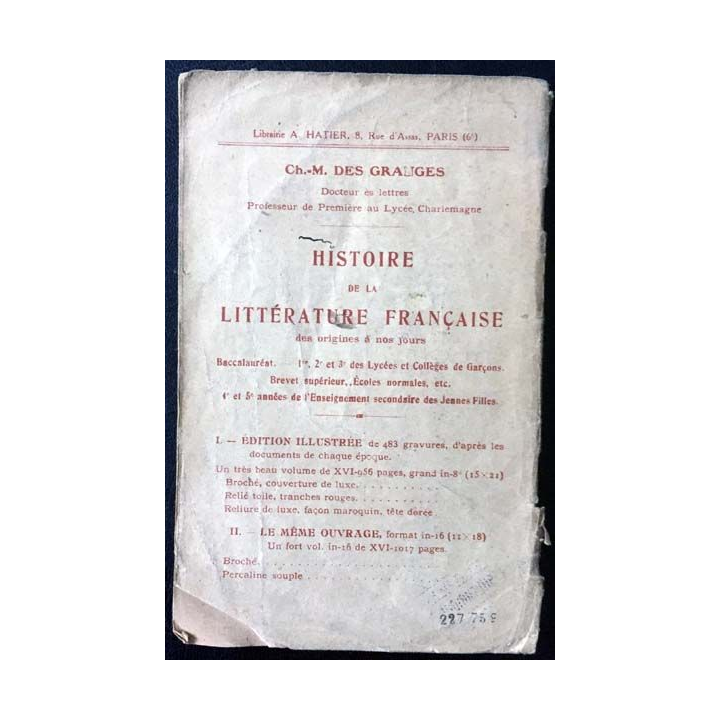 Librairie A. HATIER, 8, Rue d'Assas, PARIS (6e)
Ch.-M. DES GRANGES
Docteur ès lettres
Professeur de Première au Lycée Charlemagne
HISTOIRE
DE LA
LITTÉRATURE FRANÇAISE
des origines à nos jours
Baccalauréat. — 1re, 2e et 3e des Lycées et Collèges de Garçons.
Brevet supérieur, Écoles normales, etc.
4e et 5e années de l'Enseignement secondaire des Jeunes Filles.
I. — ÉDITION ILLUSTRÉE de 483 gravures, d'après les
documents de chaque époque.
Un très beau volume de XVI-956 pages, grand in-8° (15×21)
Broché, couverture de luxe. . . . . . . . . . .
Relié toile, tranches rouges. . . . . . . . . . .
Reliure de luxe, façon maroquin, tête dorée
II. — LE MÊME OUVRAGE, format in-16 (11×18)
Un fort vol. in-16 de XVI-1017 pages.
Broché. . . . . . . . . . . . . . . . . . . .
Percaline souple . . . . . . . . . . . . . . .
227 759